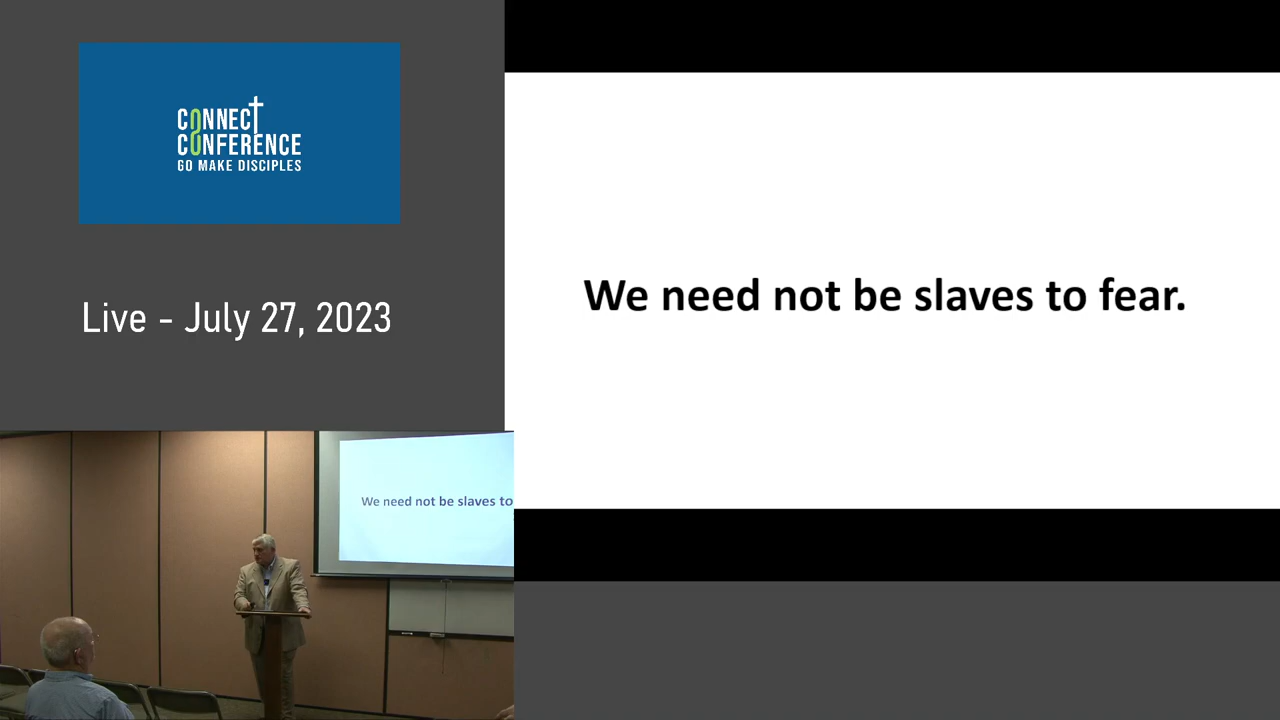 CONNECT
CONFERENCE
GO MAKE DISCIPLES
Live - July 27, 2023
We need not be slaves to fear.
We need not be slaves to